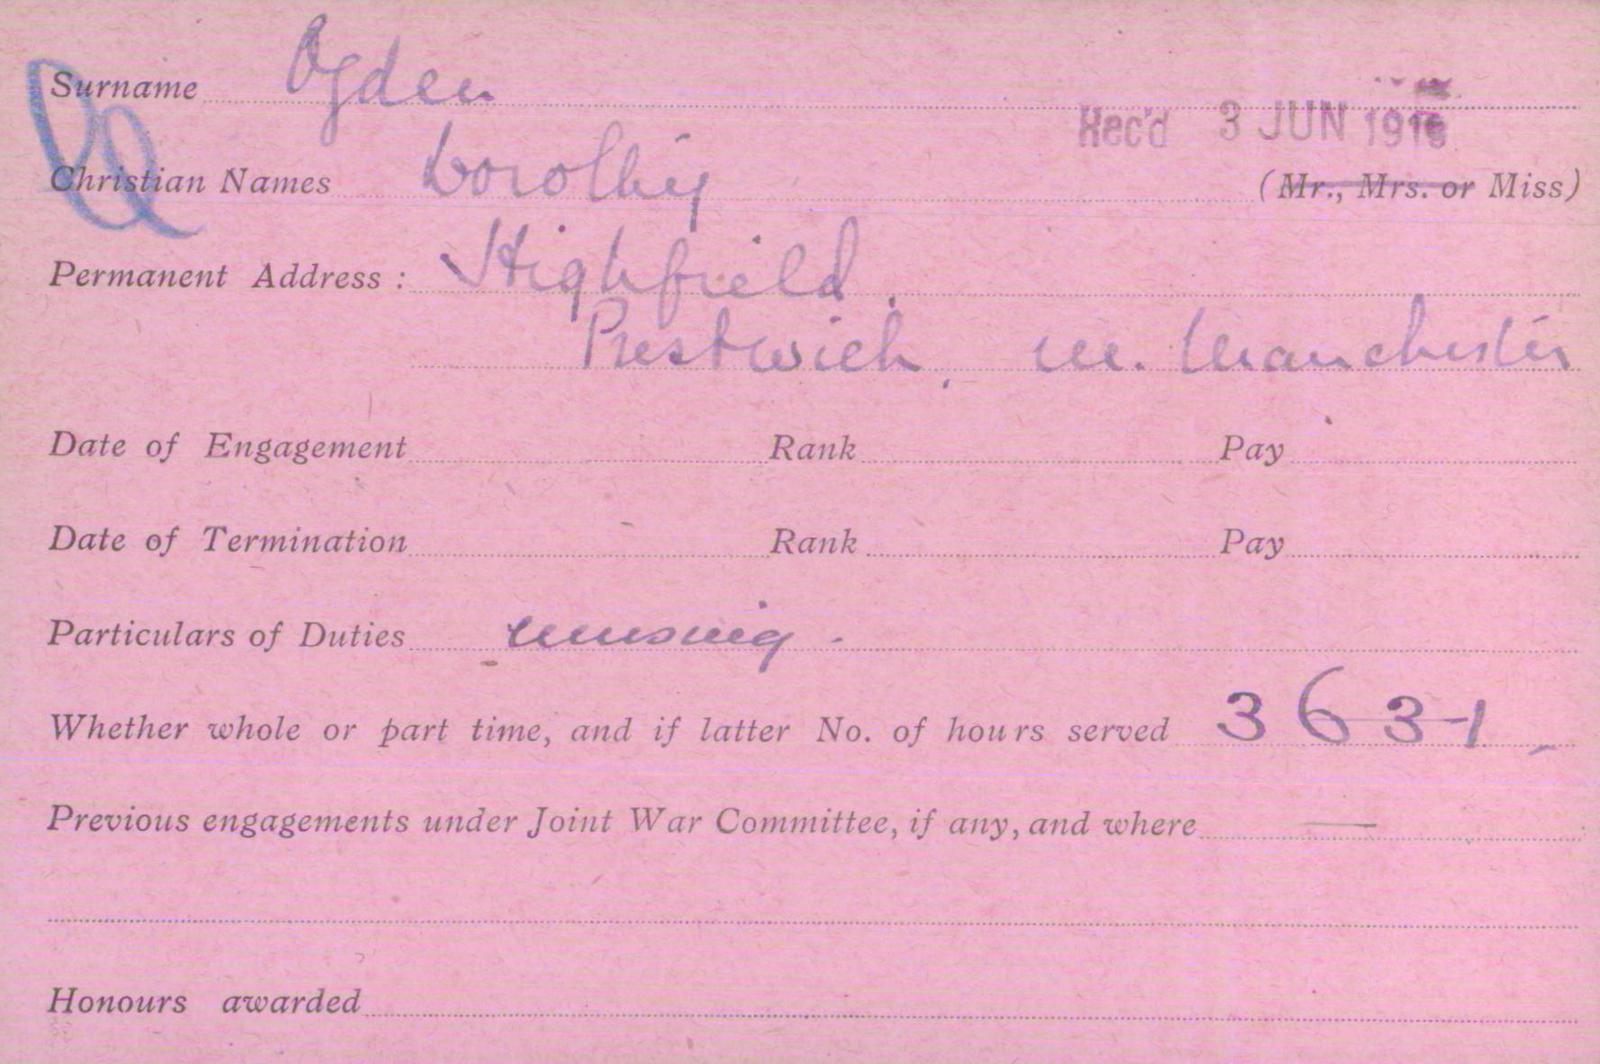 Surname Ogden
Rec'd 3 JUN 1919
Christian Names Dorothy (Mr., Mrs. or Miss)
Permanent Address : Highfield,
Prestwich, Nr. Manchester
Date of Engagement Rank Pay
Date of Termination Rank Pay
Particulars of Duties nursing.
Whether whole or part time, and if latter No. of hours served 3631
Previous engagements under Joint War Committee, if any, and where —
Honours awarded